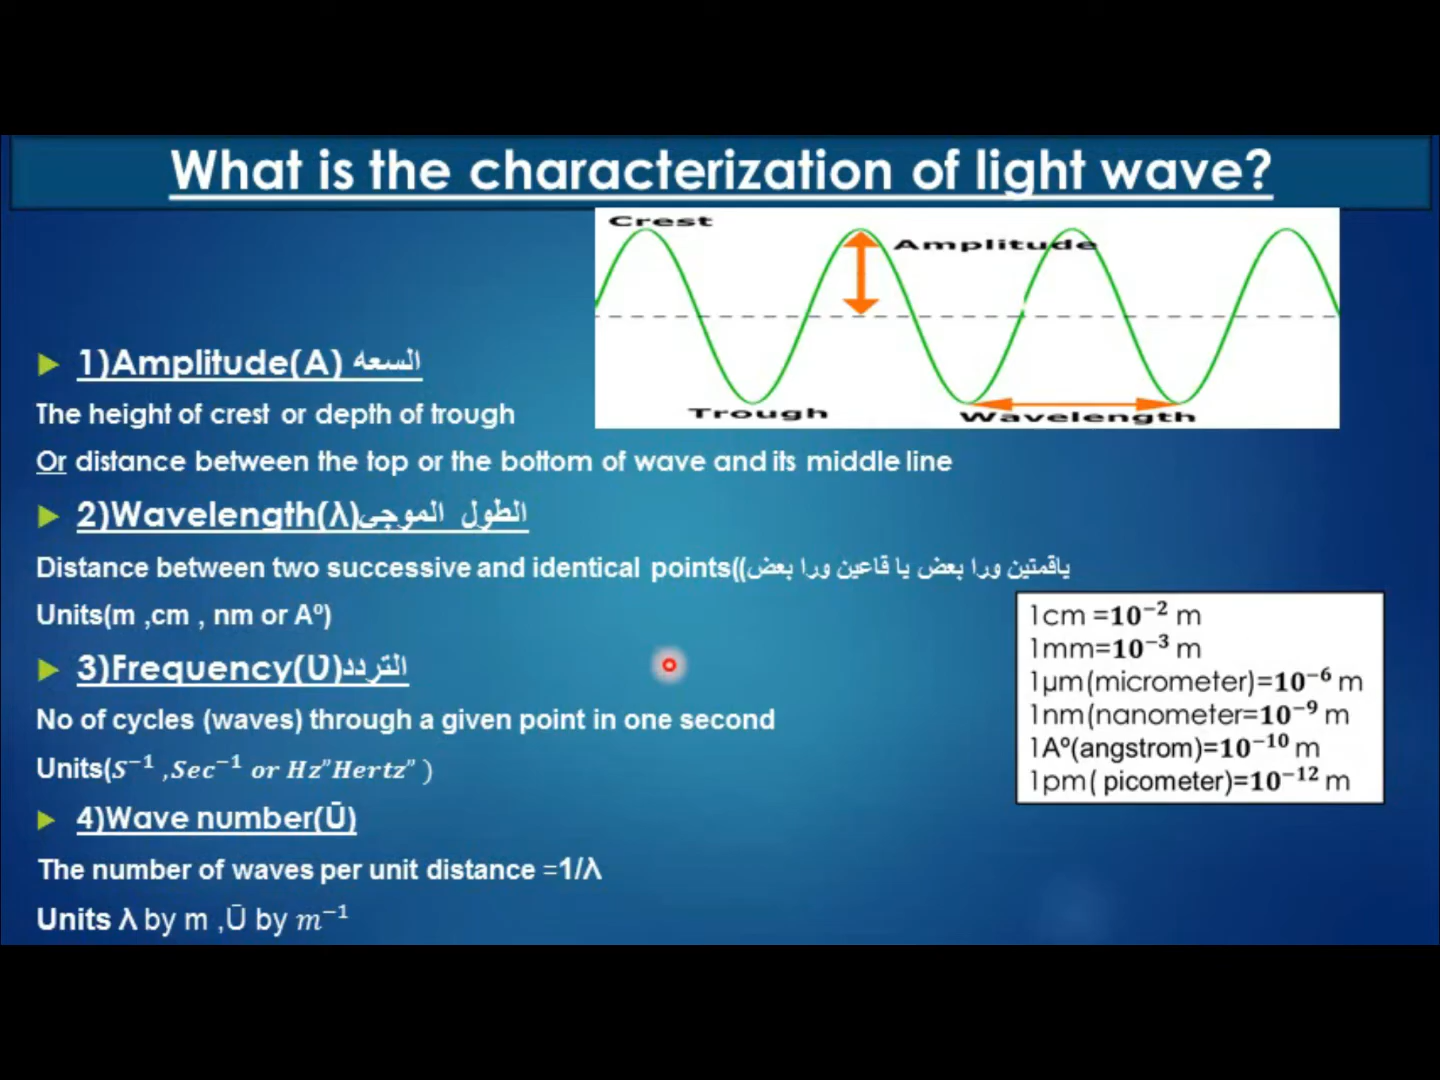 What is the characterization of light wave?
Crest
Amplitude
Trough
Wavelength
1)Amplitude(A) السعه
The height of crest or depth of trough
Or distance between the top or the bottom of wave and its middle line
2)Wavelength(λ)الطول الموجى
Distance between two successive and identical points((ياقمتين ورا بعض يا قاعين ورا بعض
Units(m ,cm , nm or Aº)
3)Frequency(Ʋ)التردد
No of cycles (waves) through a given point in one second
Units(S⁻¹ ,Sec⁻¹ or Hz"Hertz" )
4)Wave number(Ū)
The number of waves per unit distance =1/λ
Units λ by m ,Ū by m⁻¹
1cm =10⁻² m
1mm=10⁻³ m
1µm(micrometer)=10⁻⁶ m
1nm(nanometer=10⁻⁹ m
1Aº(angstrom)=10⁻¹⁰ m
1pm( picometer)=10⁻¹² m